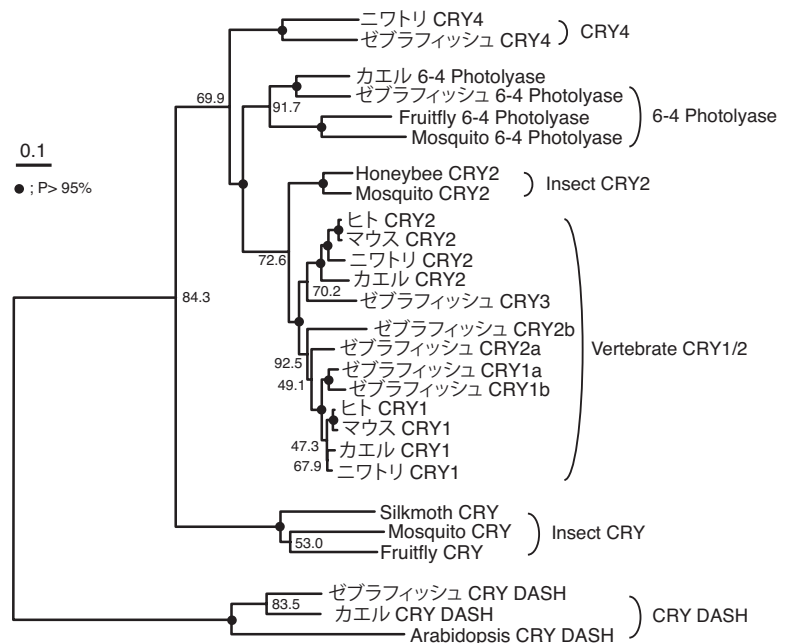 ニワトリ CRY4
ゼブラフィッシュ CRY4
CRY4
69.9
カエル 6-4 Photolyase
ゼブラフィッシュ 6-4 Photolyase
91.7
Fruitfly 6-4 Photolyase
Mosquito 6-4 Photolyase
6-4 Photolyase
0.1
● ; P> 95%
Honeybee CRY2
Mosquito CRY2
Insect CRY2
ヒト CRY2
マウス CRY2
ニワトリ CRY2
72.6
カエル CRY2
70.2
ゼブラフィッシュ CRY3
84.3
ゼブラフィッシュ CRY2b
ゼブラフィッシュ CRY2a
Vertebrate CRY1/2
92.5
ゼブラフィッシュ CRY1a
49.1
ゼブラフィッシュ CRY1b
ヒト CRY1
マウス CRY1
47.3
カエル CRY1
67.9
ニワトリ CRY1
Silkmoth CRY
Mosquito CRY
Insect CRY
53.0
Fruitfly CRY
ゼブラフィッシュ CRY DASH
83.5
カエル CRY DASH
CRY DASH
Arabidopsis CRY DASH